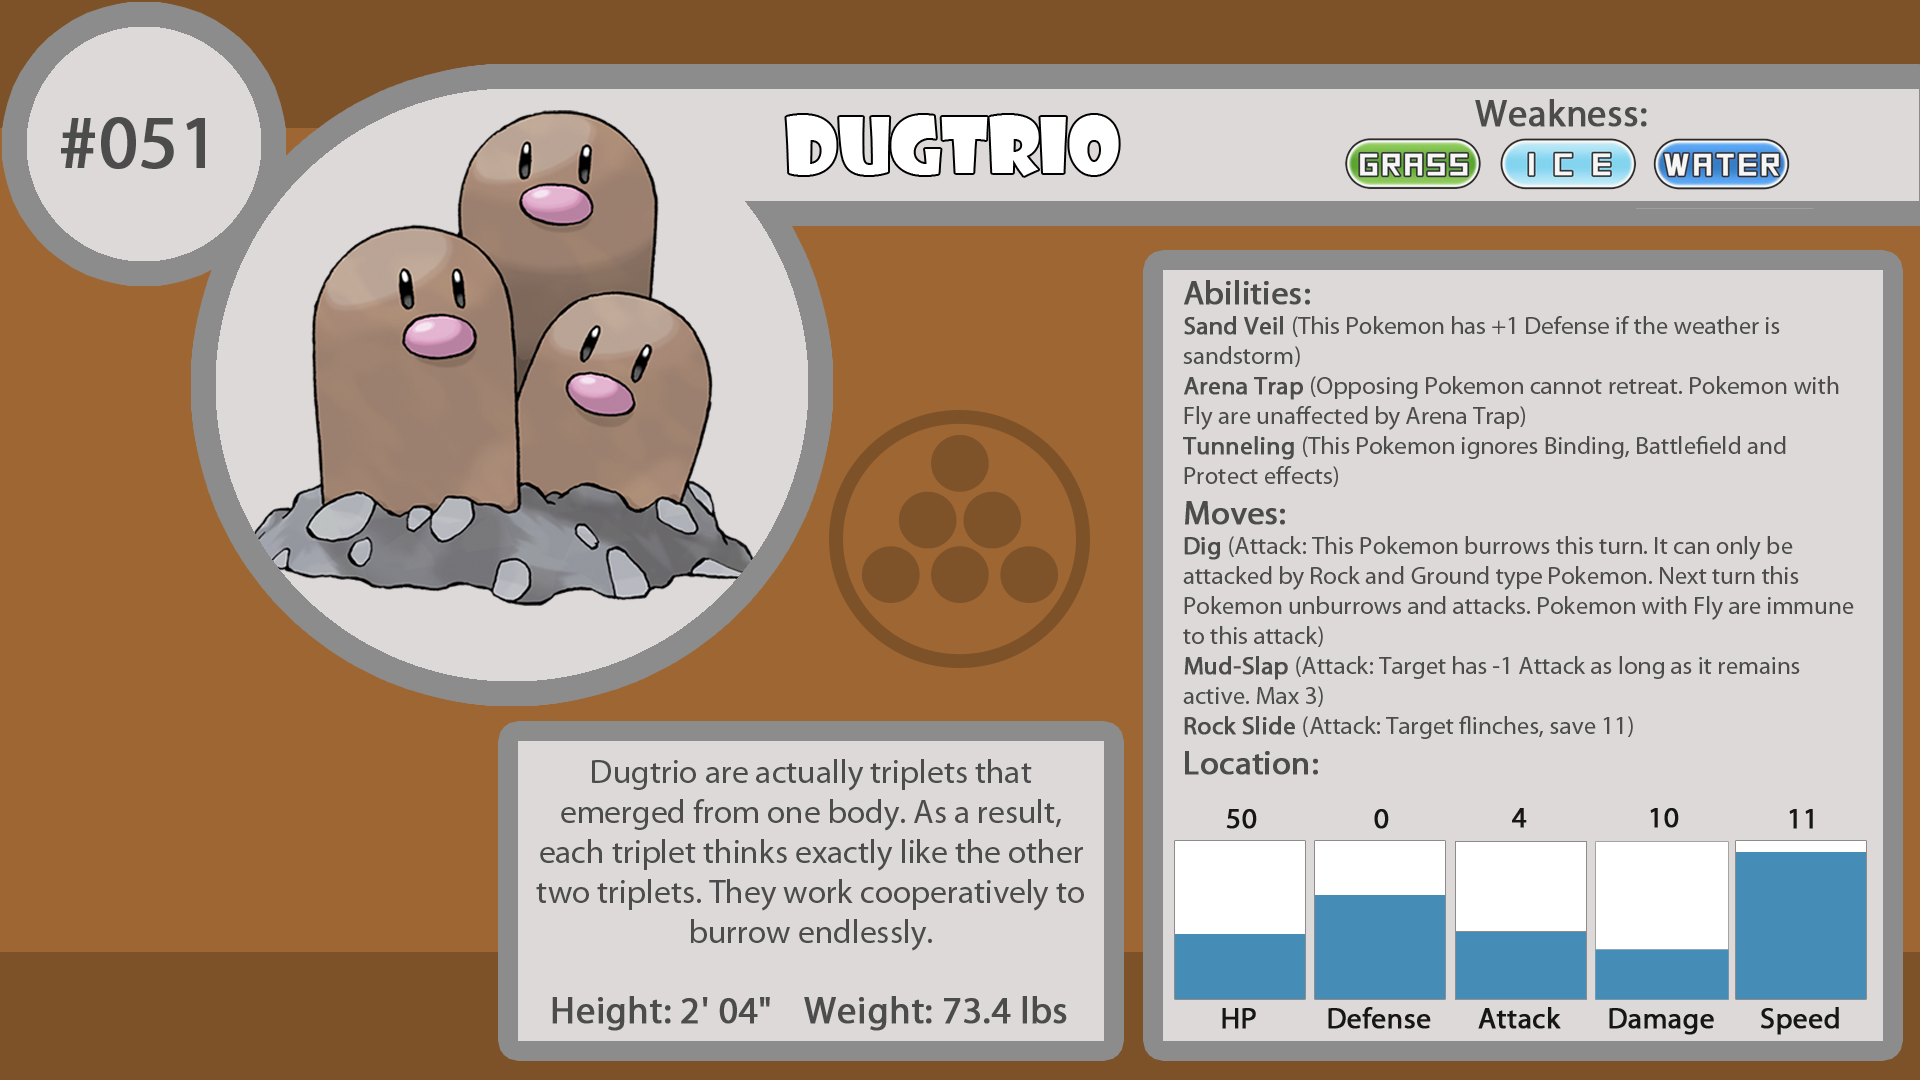 #051
DUGTRIO
Weakness:
GRASS ICE WATER
Abilities:
Sand Veil (This Pokemon has +1 Defense if the weather is
sandstorm)
Arena Trap (Opposing Pokemon cannot retreat. Pokemon with
Fly are unaffected by Arena Trap)
Tunneling (This Pokemon ignores Binding, Battlefield and
Protect effects)
Moves:
Dig (Attack: This Pokemon burrows this turn. It can only be
attacked by Rock and Ground type Pokemon. Next turn this
Pokemon unburrows and attacks. Pokemon with Fly are immune
to this attack)
Mud-Slap (Attack: Target has -1 Attack as long as it remains
active. Max 3)
Rock Slide (Attack: Target flinches, save 11)
Location:
50 0 4 10 11
HP Defense Attack Damage Speed
Dugtrio are actually triplets that
emerged from one body. As a result,
each triplet thinks exactly like the other
two triplets. They work cooperatively to
burrow endlessly.
Height: 2' 04" Weight: 73.4 lbs